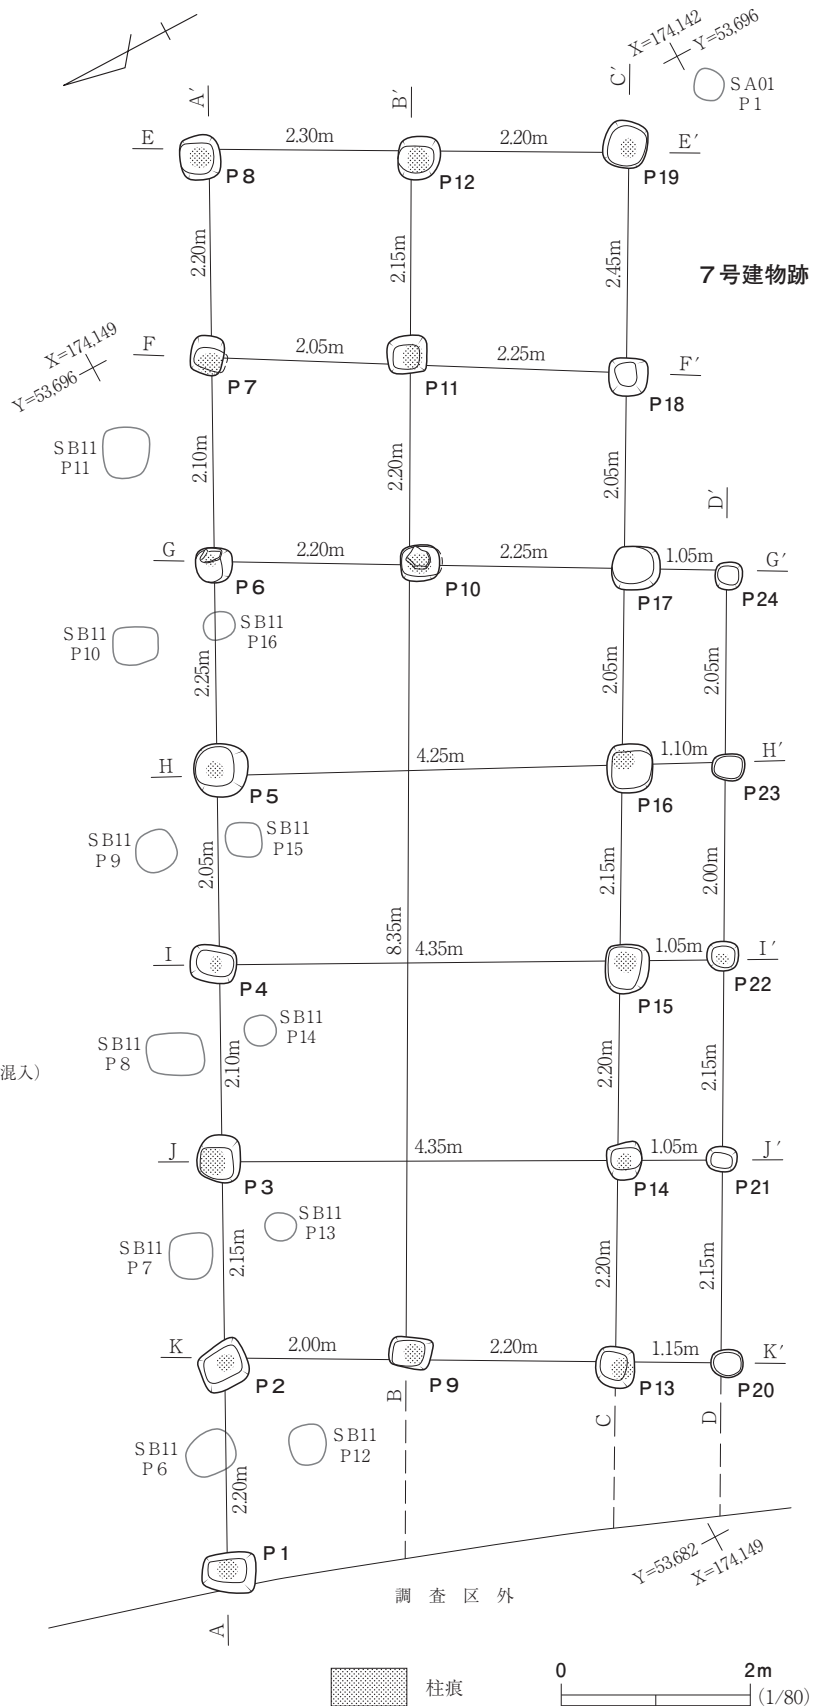 X=174,142
Y=53,696
SA01
P1
A′
B′
C′
E
2.30m
2.20m
E′
P8
P12
P19
2.20m
2.15m
2.45m
7号建物跡
X=174,149
Y=53,696
F
2.05m
2.25m
F′
P7
P11
P18
SB11
P11
2.10m
2.20m
2.05m
D′
G
2.20m
2.25m
1.05m
G′
P6
P10
P17
P24
SB11
P10
SB11
P16
2.25m
2.05m
2.05m
H
4.25m
1.10m
H′
P5
P16
P23
SB11
P9
SB11
P15
2.05m
8.35m
2.15m
2.00m
I
4.35m
1.05m
I′
P4
P15
P22
SB11
P8
SB11
P14
混入）
2.10m
2.20m
2.15m
J
4.35m
1.05m
J′
P3
P14
P21
SB11
P7
SB11
P13
2.15m
2.20m
2.15m
K
2.00m
2.20m
1.15m
K′
P2
P9
P13
P20
B
C
D
SB11
P6
SB11
P12
2.20m
P1
Y=53,682
X=174,149
調査区外
A
柱痕
0
2m
(1/80)